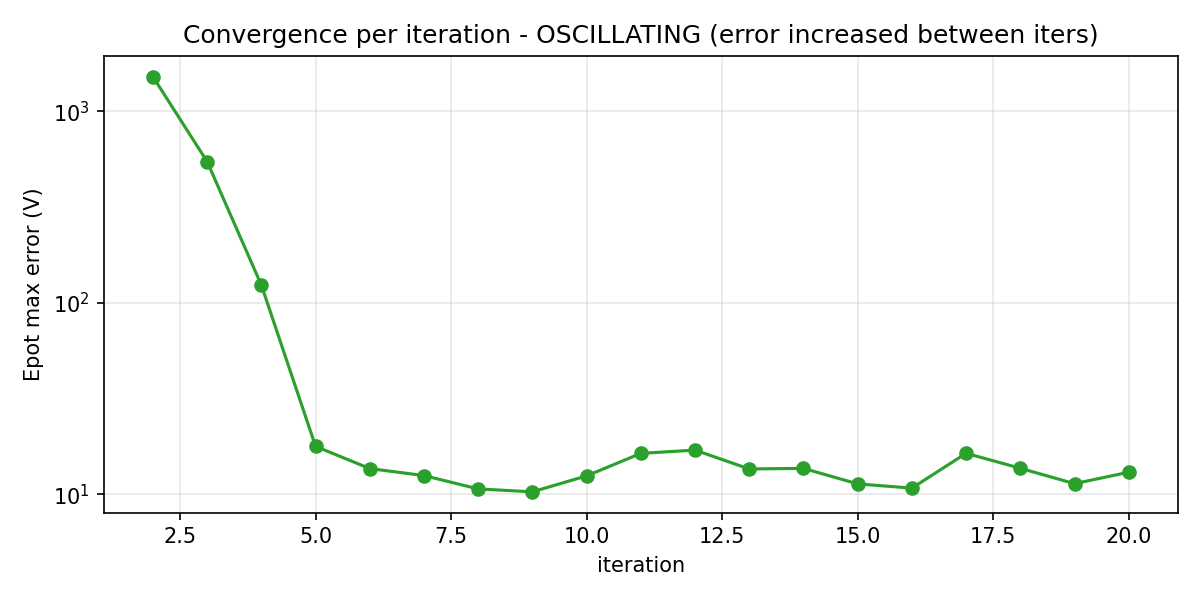 Convergence per iteration - OSCILLATING (error increased between iters)
Epot max error (V)
10³
10²
10¹
2.5 5.0 7.5 10.0 12.5 15.0 17.5 20.0
iteration